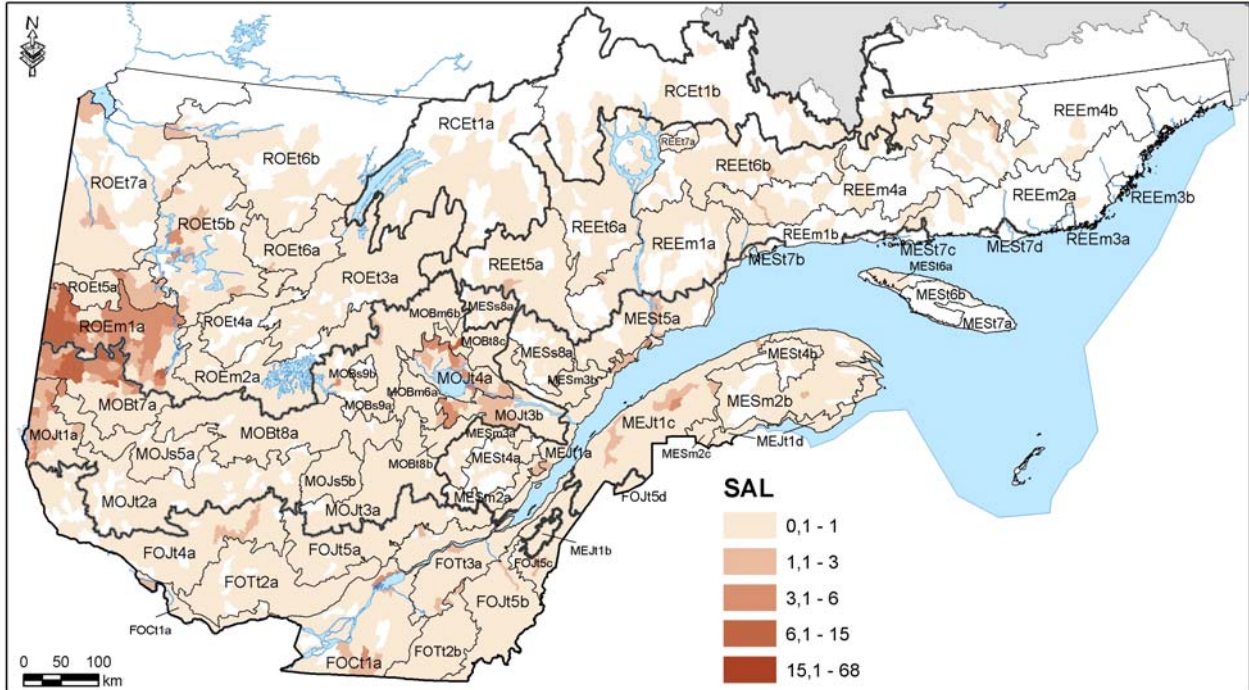 N
RCEt1b
RCEt1a
REEm4b
REEt7a
ROEt6b
REEt6b
ROEt7a
REEm4a
REEm2a
REEm3b
ROEt5b
REEt6a
REEm1a
REEm1b
ROEt6a
MESt7b
MESt7c
MESt7d
REEm3a
REEt5a
MESt6a
ROEt5a
ROEt3a
MESt6b
MESs8a
MOBm6b
MESt5a
MESt7a
ROEm1a
ROEt4a
MOBt8c
MESs8a
MESt4b
ROEm2a
MOBs9b
MOJt4a
MESm3b
MOBm6a
MESm2b
MOBs9a
MOBt7a
MOJt3b
MEJt1c
MOJt1a
MOBt8a
MESm3a
MEJt1a
MEJt1d
MOJs5a
MESt4a
MESm2c
MOBt8b
MOJs5b
FOJt5d
MOJt2a
MESm2a
MOJt3a
MEJt1b
FOJt4a
FOJt5a
FOTt3a
FOJt5c
FOTt2a
FOJt5b
FOCt1a
FOCt1a
FOTt2b
SAL
0,1 - 1
1,1 - 3
3,1 - 6
6,1 - 15
15,1 - 68
0 50 100
km